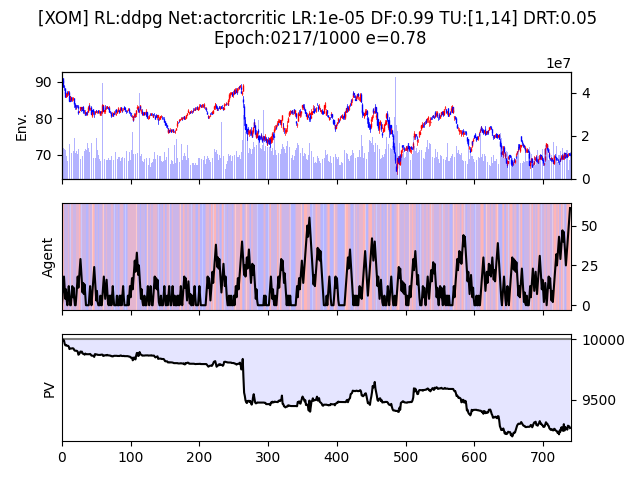 [XOM] RL:ddpg Net:actorcritic LR:1e-05 DF:0.99 TU:[1,14] DRT:0.05
Epoch:0217/1000 e=0.78
1e7
90
80
70
Env.
4
2
0
Agent
50
25
0
PV
10000
9500
0 100 200 300 400 500 600 700